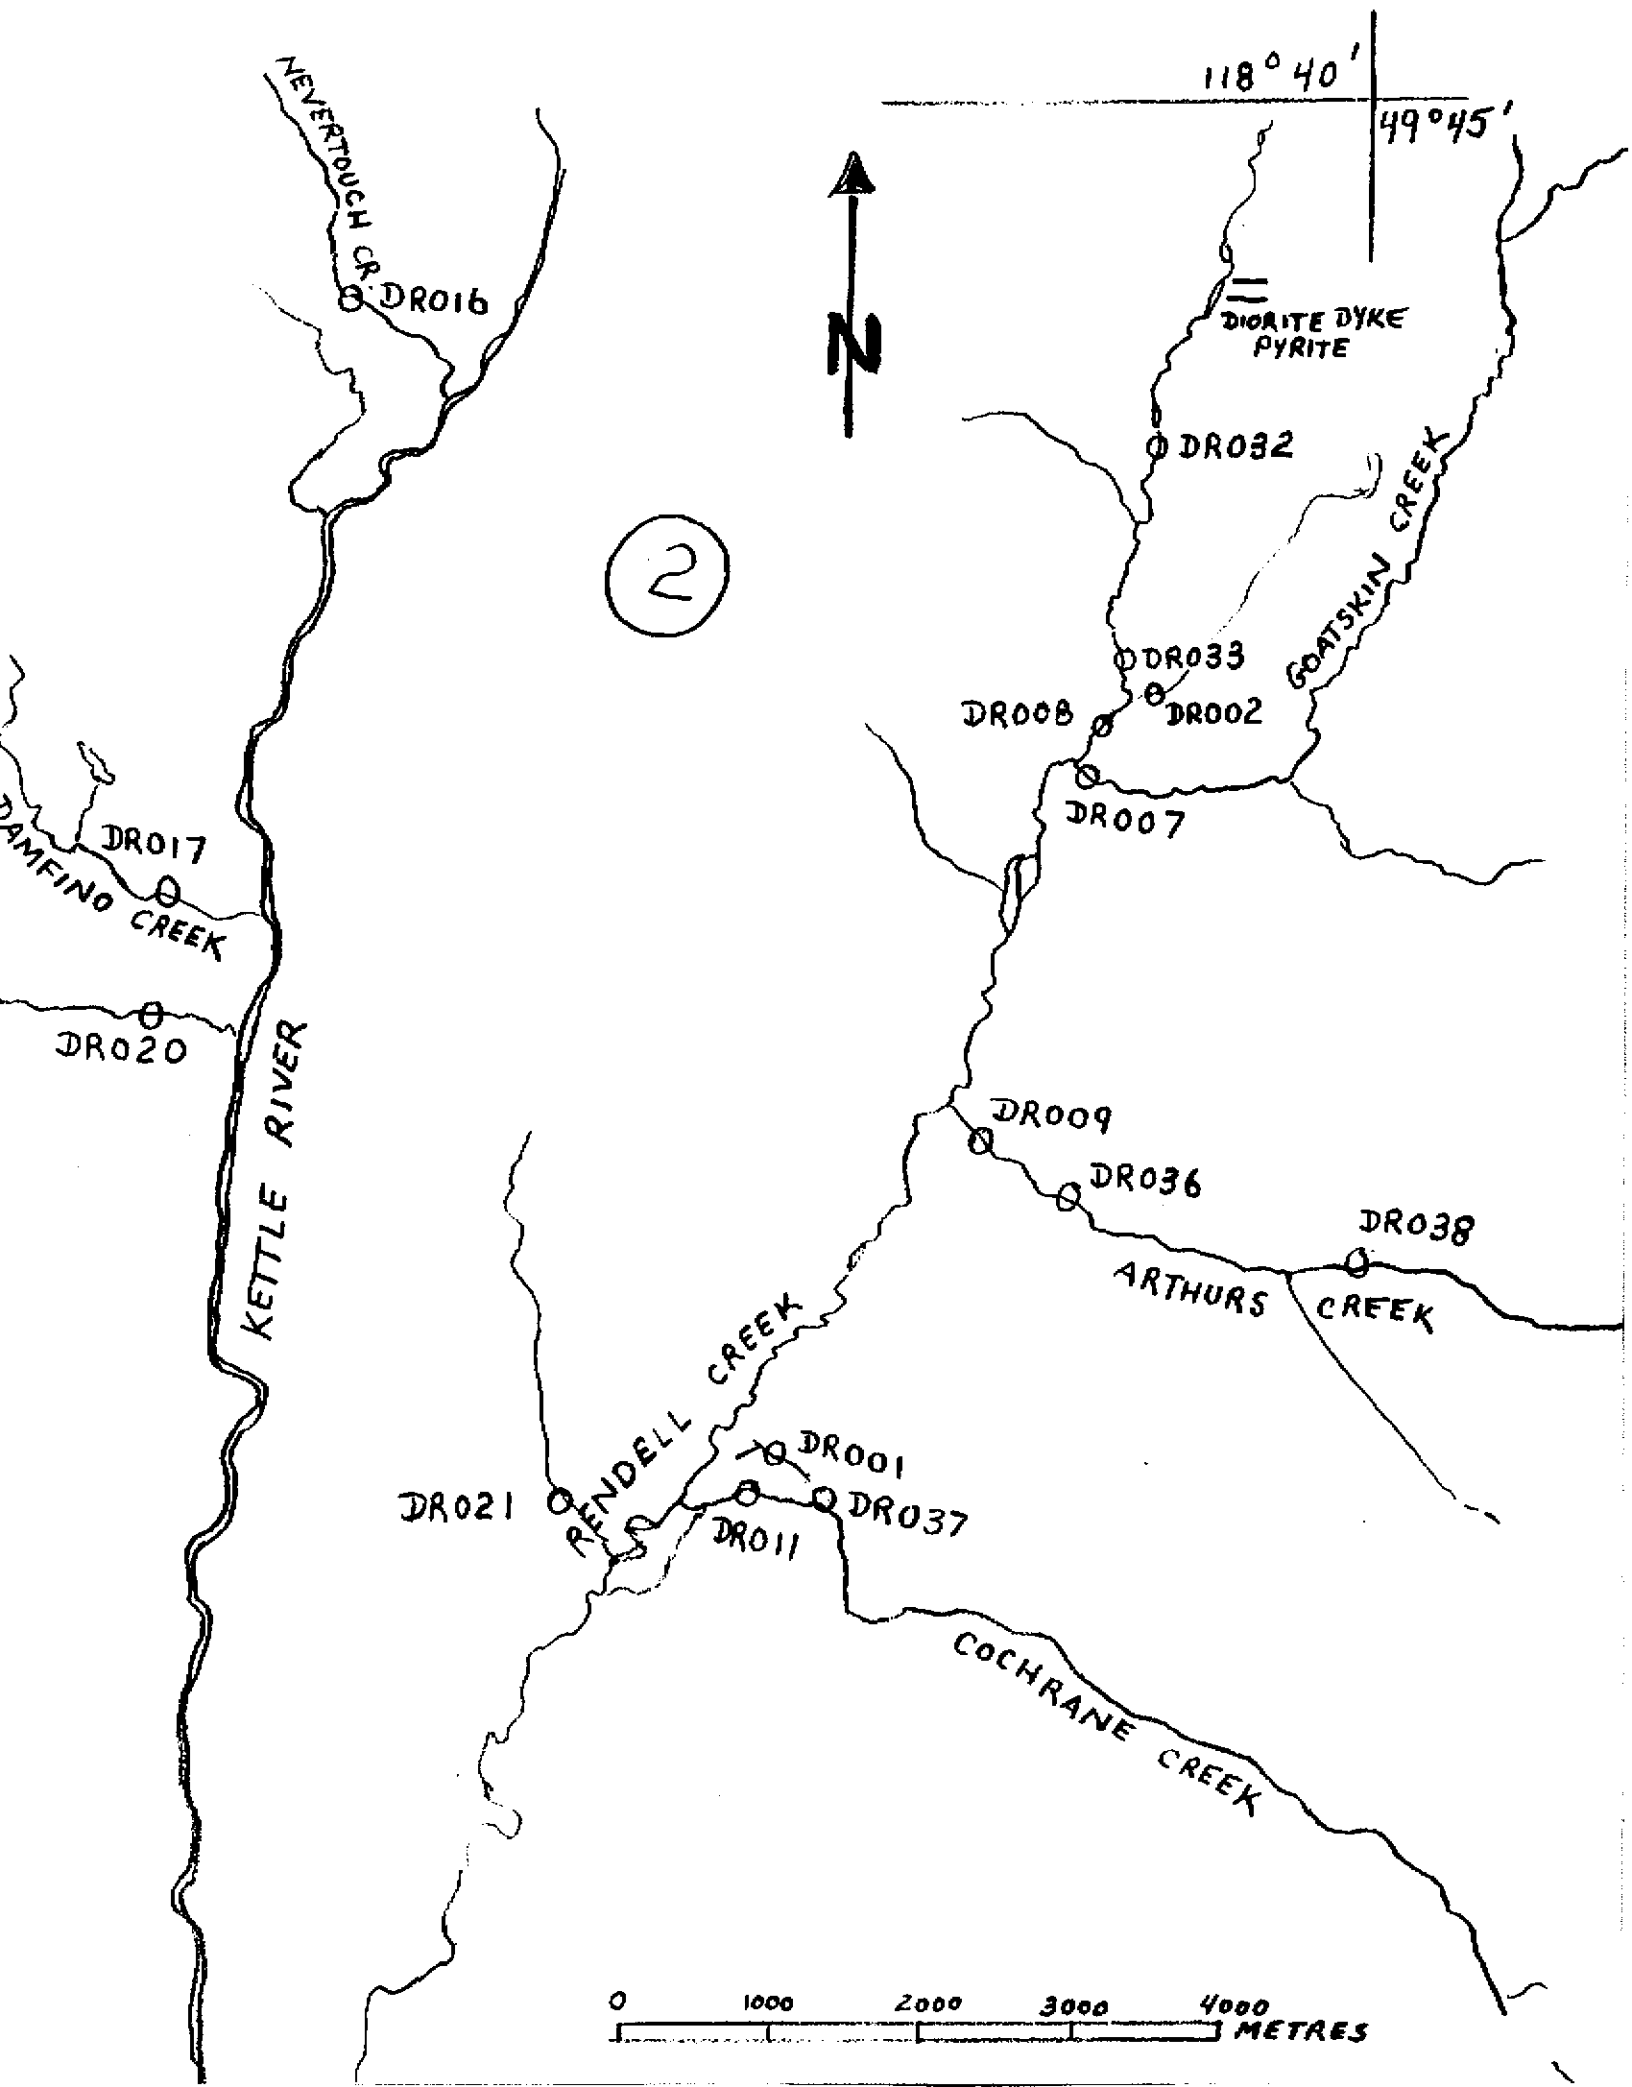 118° 40'
49° 45'
NEVERTOUCH CR.
DR016
N
DIORITE DYKE
PYRITE
DR032
GOATSKIN CREEK
2
DR033
DR002
DR008
DR007
DR017
DAMFINO CREEK
DR020
KETTLE RIVER
DR009
DR036
DR038
ARTHURS CREEK
RENDELL CREEK
DR001
DR021
DR037
DR011
COCHRANE CREEK
0 1000 2000 3000 4000
METRES